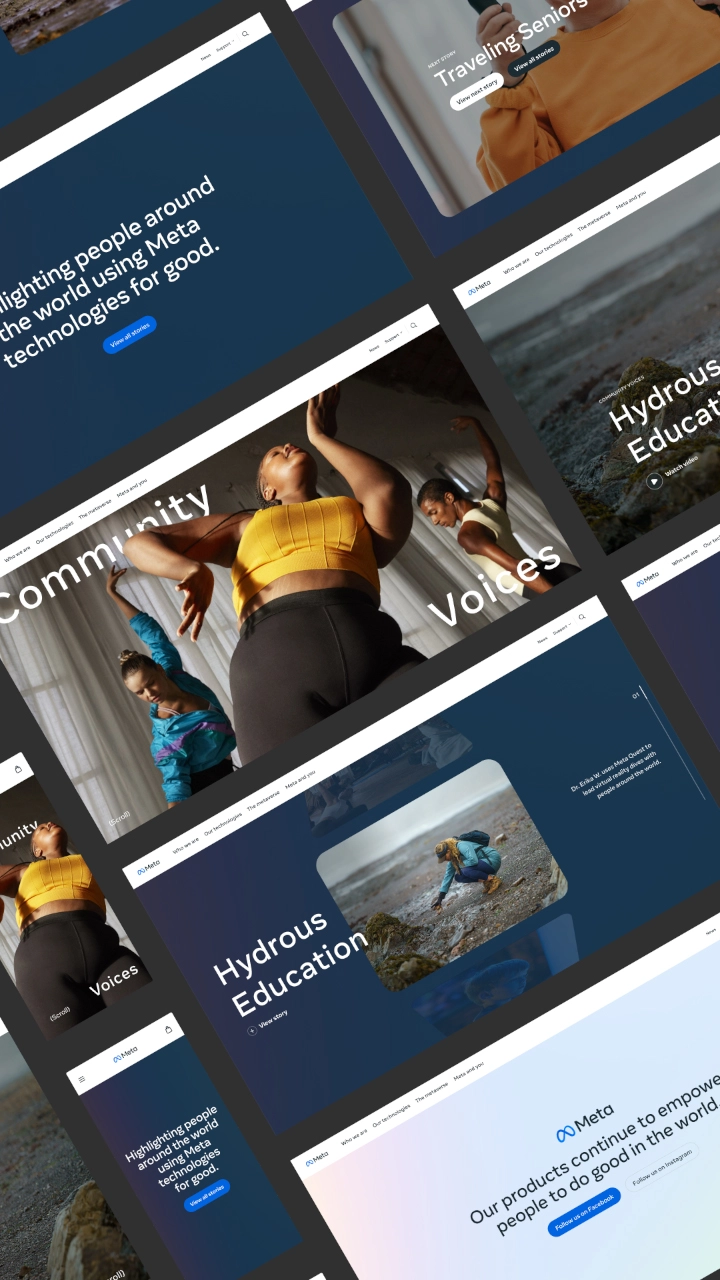 News
Support
lighting people around
the world using Meta
technologies for good.
View all stories
NEXT STORY
Traveling Seniors
View next story
View all stories
Meta
Who we are
Our technologies
The metaverse
Meta and you
COMMUNITY VOICES
Hydrous
Educati
Watch video
Who we are
Our technologies
The metaverse
Meta and you
News
Support
Community
Voices
(Scroll)
Meta
Who we are
Our technologies
The metaverse
Meta and you
News
Support
Hydrous
Education
View story
01
Dr. Erika W. uses Meta Quest to
lead virtual reality dives with
people around the world.
Meta
Who we are
Our tec
unity
Voices
(Scroll)
Meta
Highlighting people
around the world
using Meta
technologies
for good.
View all stories
croll)
Meta
Who we are
Our technologies
The metaverse
Meta and you
News
Meta
Our products continue to empowe
people to do good in the world.
Follow us on Facebook
Follow us on Instagram